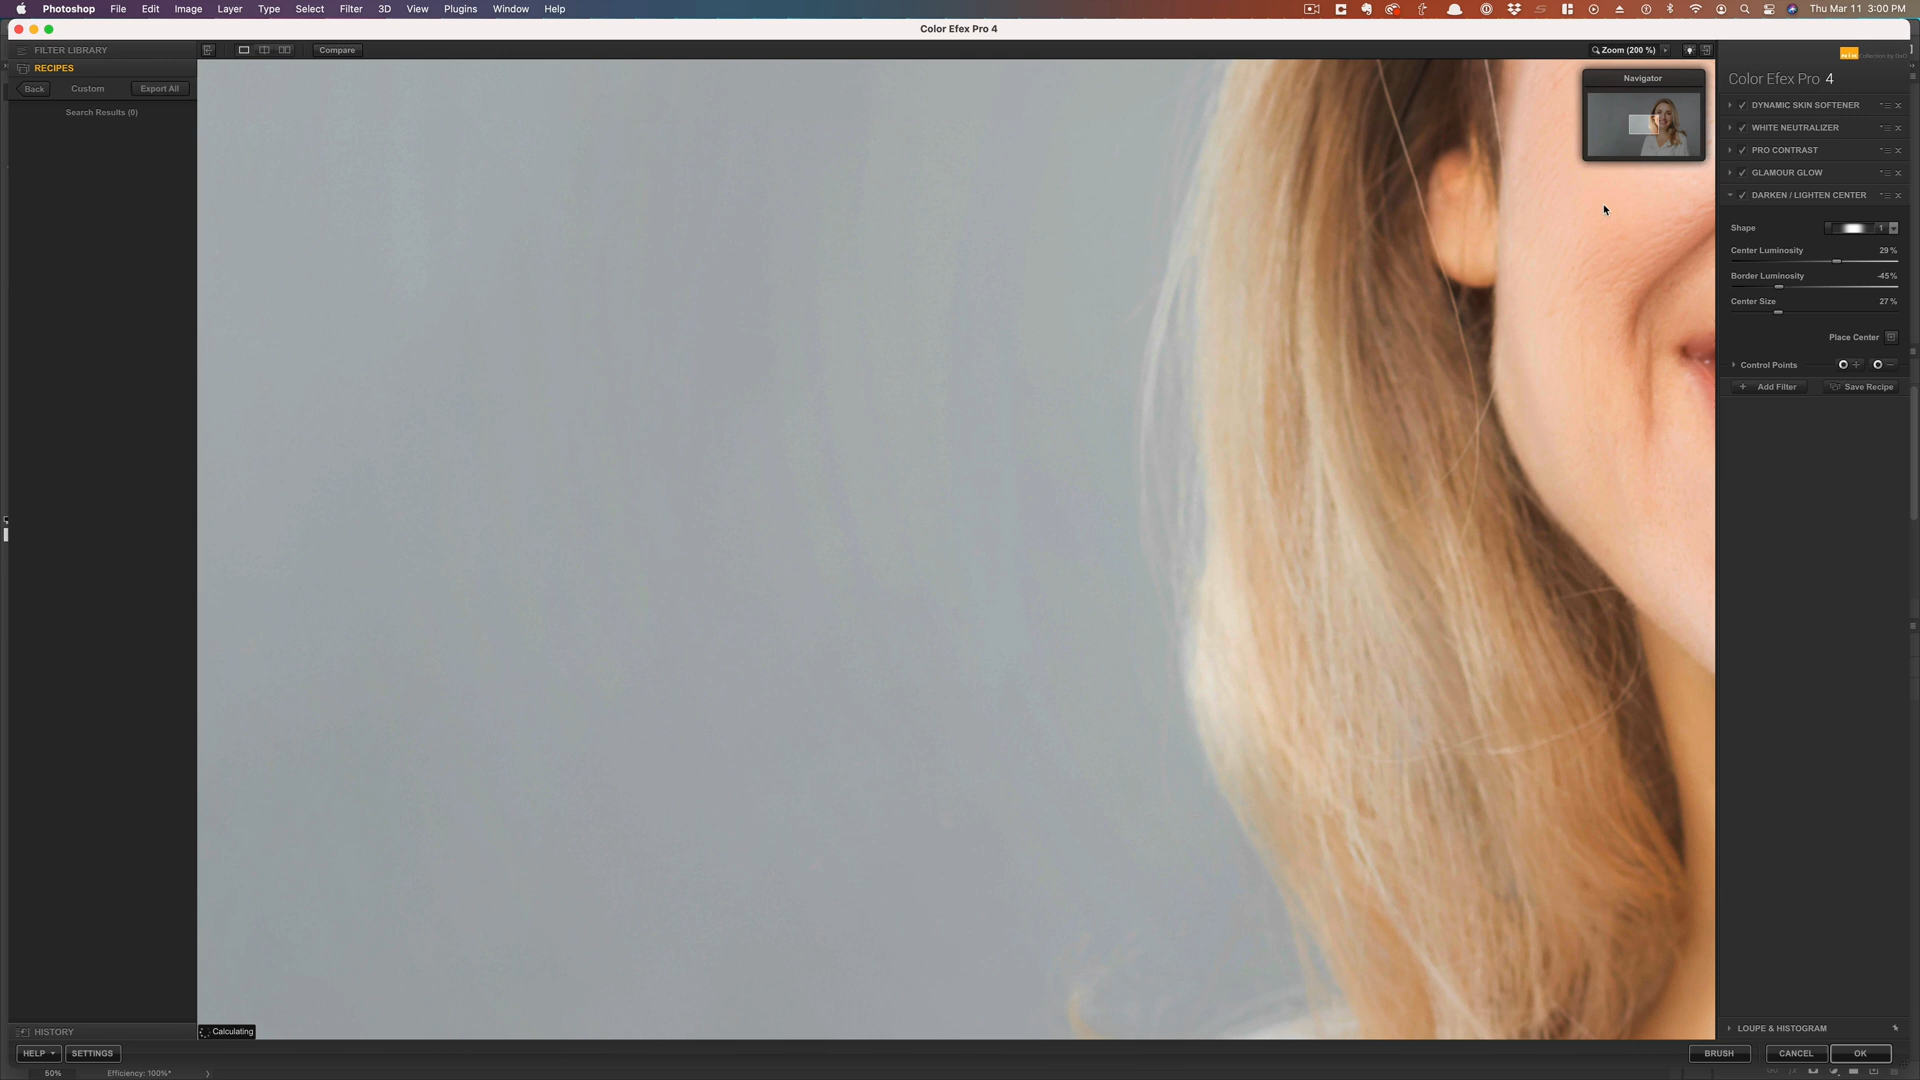 Photoshop File Edit Image Layer Type Select Filter 3D View Plugins Window Help Thu Mar 11 3:00 PM
Color Efex Pro 4
FILTER LIBRARY Compare Zoom (200 %)
RECIPES
Back Custom Export All
Search Results (0)
Navigator
Color Efex Pro 4
DYNAMIC SKIN SOFTENER
WHITE NEUTRALIZER
PRO CONTRAST
GLAMOUR GLOW
DARKEN / LIGHTEN CENTER
Shape 1
Center Luminosity 29 %
Border Luminosity -45%
Center Size 27 %
Place Center
Control Points
Add Filter Save Recipe
HISTORY
Calculating
LOUPE & HISTOGRAM
HELP SETTINGS
BRUSH CANCEL OK
50% Efficiency: 100%*